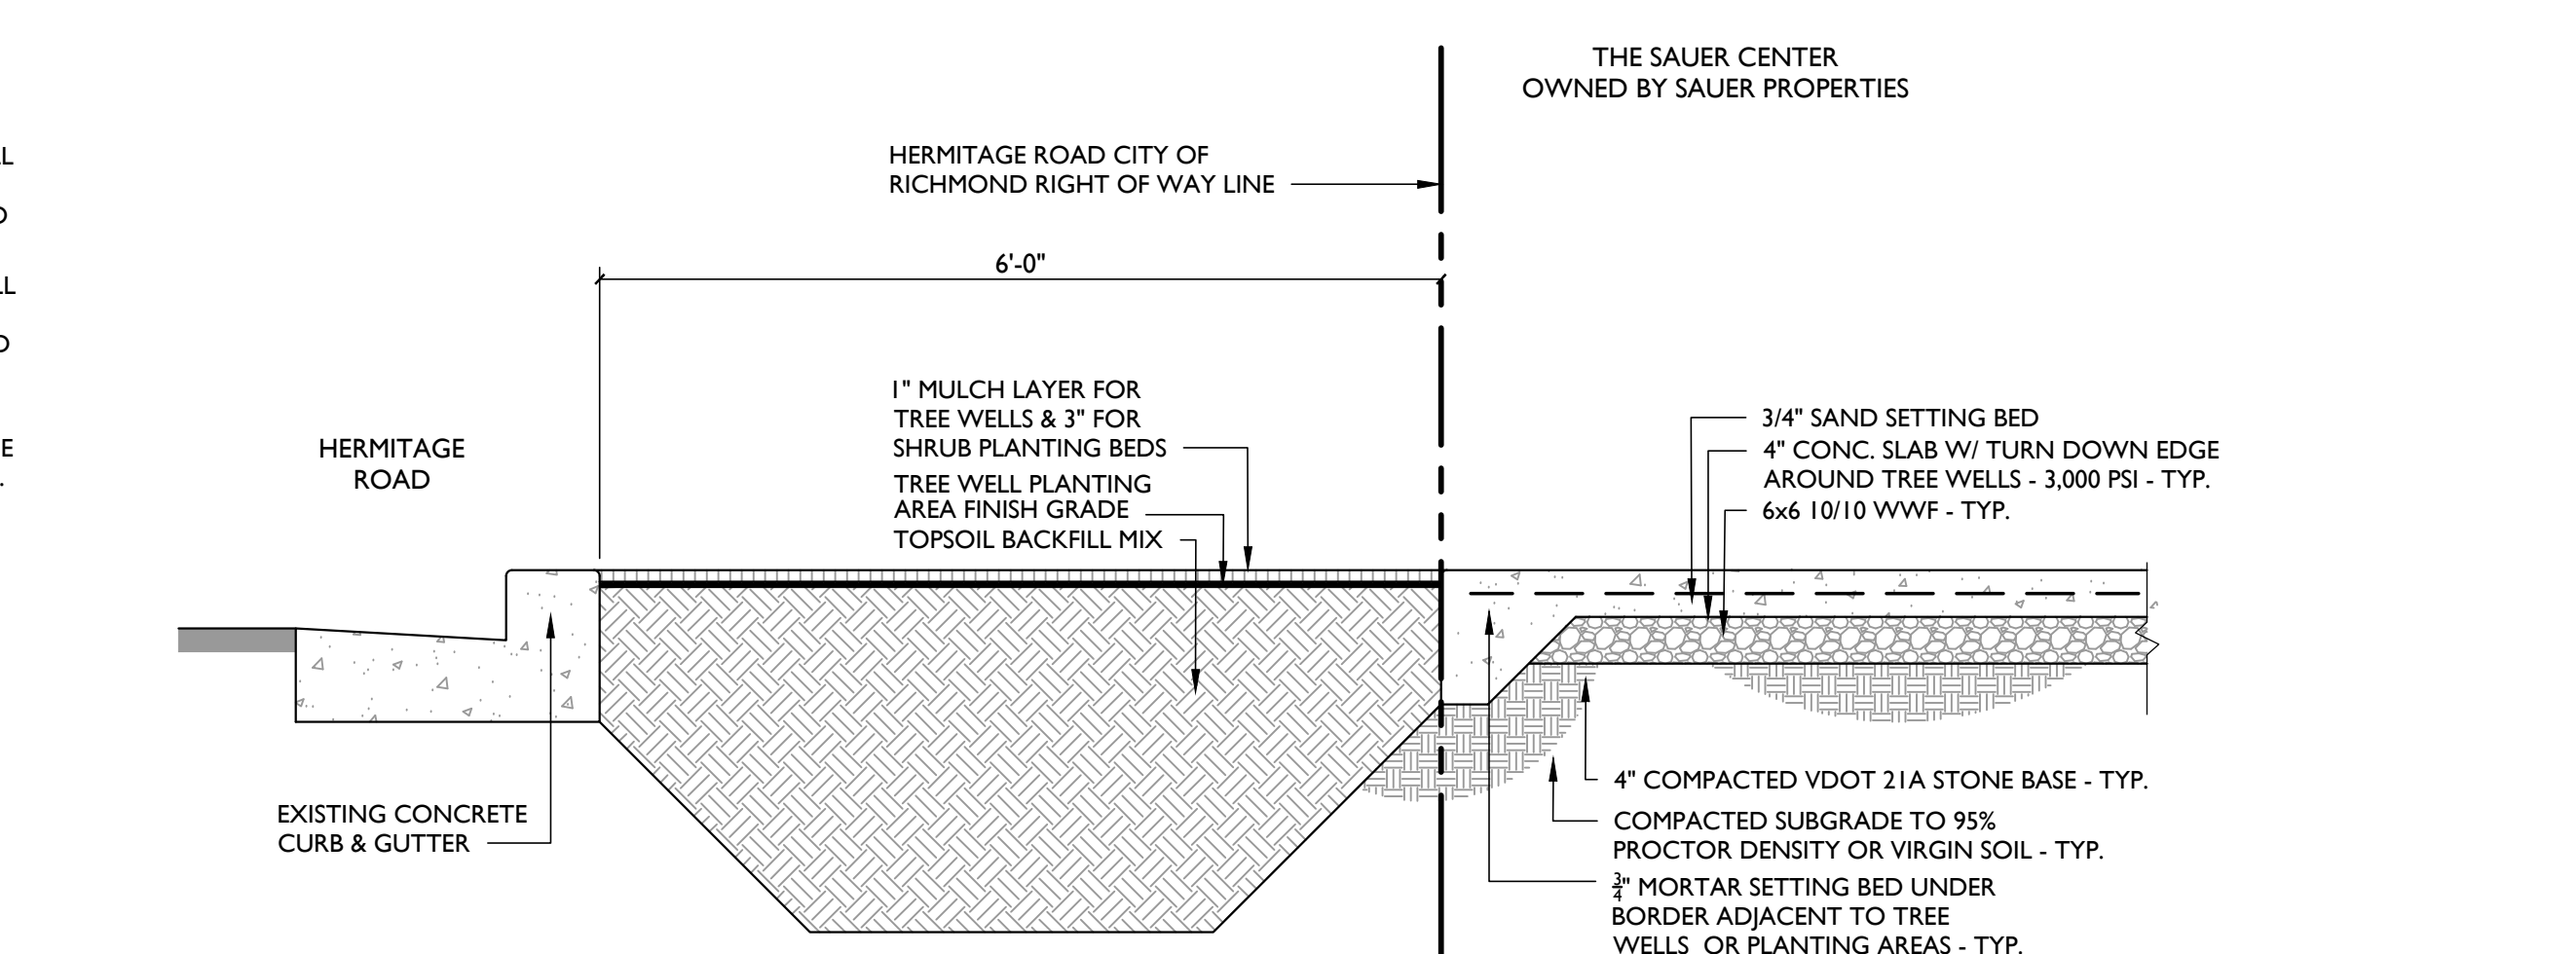 THE SAUER CENTER
OWNED BY SAUER PROPERTIES
HERMITAGE ROAD CITY OF
RICHMOND RIGHT OF WAY LINE
6'-0"
1" MULCH LAYER FOR
TREE WELLS & 3" FOR
SHRUB PLANTING BEDS
TREE WELL PLANTING
AREA FINISH GRADE
TOPSOIL BACKFILL MIX
HERMITAGE
ROAD
3/4" SAND SETTING BED
4" CONC. SLAB W/ TURN DOWN EDGE
AROUND TREE WELLS - 3,000 PSI - TYP.
6x6 10/10 WWF - TYP.
EXISTING CONCRETE
CURB & GUTTER
4" COMPACTED VDOT 21A STONE BASE - TYP.
COMPACTED SUBGRADE TO 95%
PROCTOR DENSITY OR VIRGIN SOIL - TYP.
3/4" MORTAR SETTING BED UNDER
BORDER ADJACENT TO TREE
WELLS OR PLANTING AREAS - TYP.